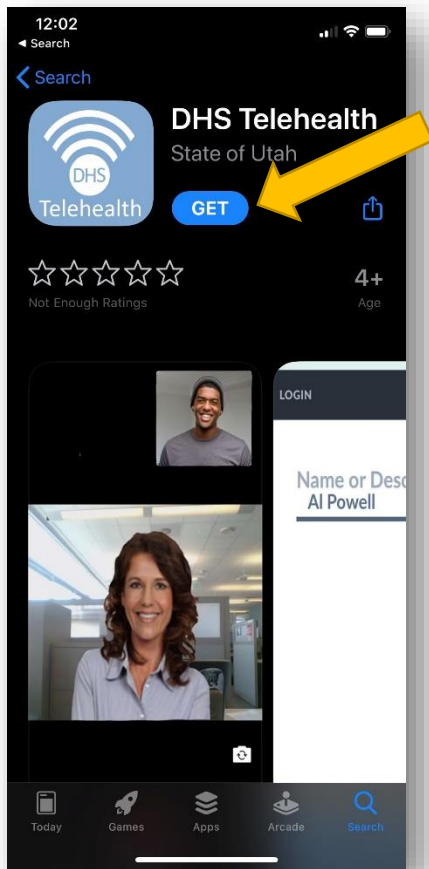 12:02
Search
Search
DHS Telehealth
State of Utah
DHS
Telehealth
GET
4+
Not Enough Ratings
Age
LOGIN
Name or Desc
Al Powell
Today
Games
Apps
Arcade
Search